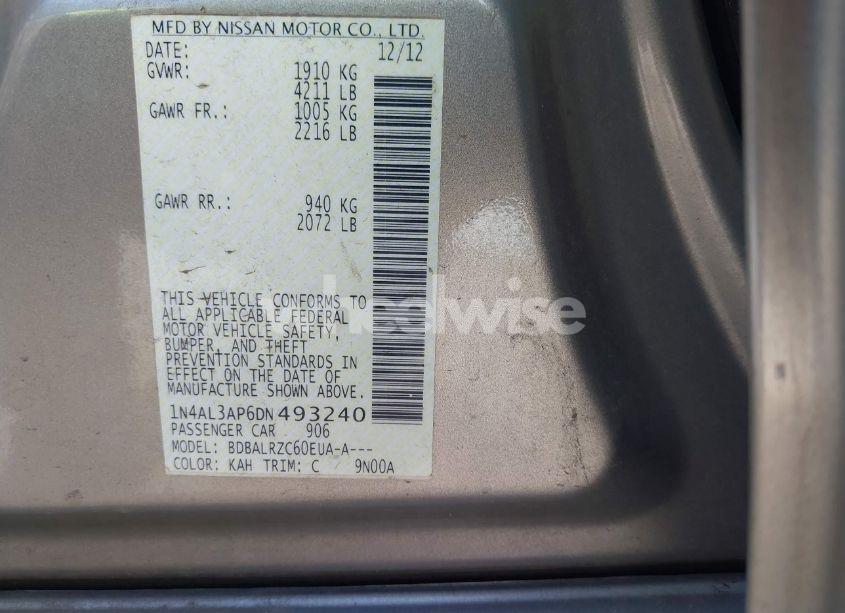 MFD BY NISSAN MOTOR CO., LTD.
DATE: 12/12
GVWR: 1910 KG
4211 LB
GAWR FR.: 1005 KG
2216 LB
GAWR RR.: 940 KG
2072 LB
THIS VEHICLE CONFORMS TO
ALL APPLICABLE FEDERAL
MOTOR VEHICLE SAFETY,
BUMPER, AND THEFT
PREVENTION STANDARDS IN
EFFECT ON THE DATE OF
MANUFACTURE SHOWN ABOVE.
1N4AL3AP6DN493240
PASSENGER CAR 906
MODEL: BDBALRZC60EUA-A---
COLOR: KAH TRIM: C 9N00A
wheelwise